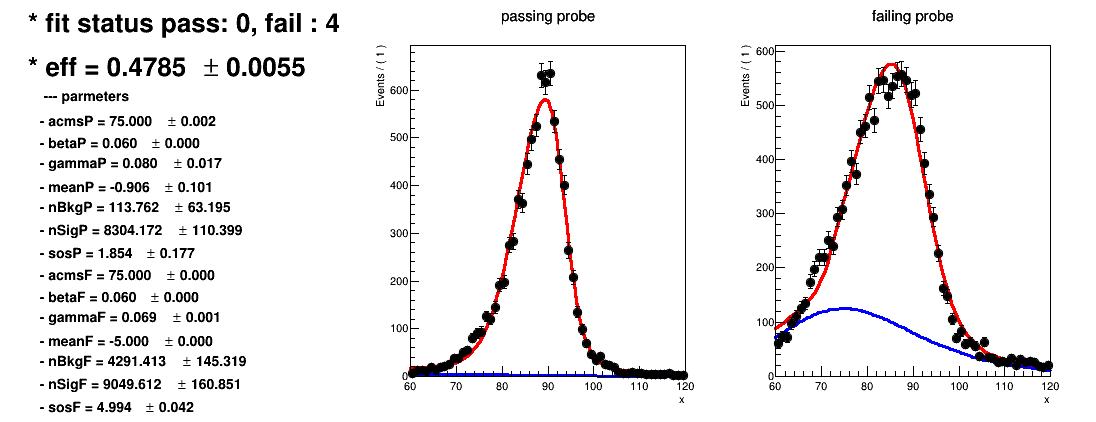 * fit status pass: 0, fail : 4
* eff = 0.4785 ± 0.0055
--- parmeters
- acmsP = 75.000 ± 0.002
- betaP = 0.060 ± 0.000
- gammaP = 0.080 ± 0.017
- meanP = -0.906 ± 0.101
- nBkgP = 113.762 ± 63.195
- nSigP = 8304.172 ± 110.399
- sosP = 1.854 ± 0.177
- acmsF = 75.000 ± 0.000
- betaF = 0.060 ± 0.000
- gammaF = 0.069 ± 0.001
- meanF = -5.000 ± 0.000
- nBkgF = 4291.413 ± 145.319
- nSigF = 9049.612 ± 160.851
- sosF = 4.994 ± 0.042
passing probe
Events / ( 1 )
600
500
400
300
200
100
0
60 70 80 90 100 110 120
x
failing probe
Events / ( 1 )
600
500
400
300
200
100
0
60 70 80 90 100 110 120
x